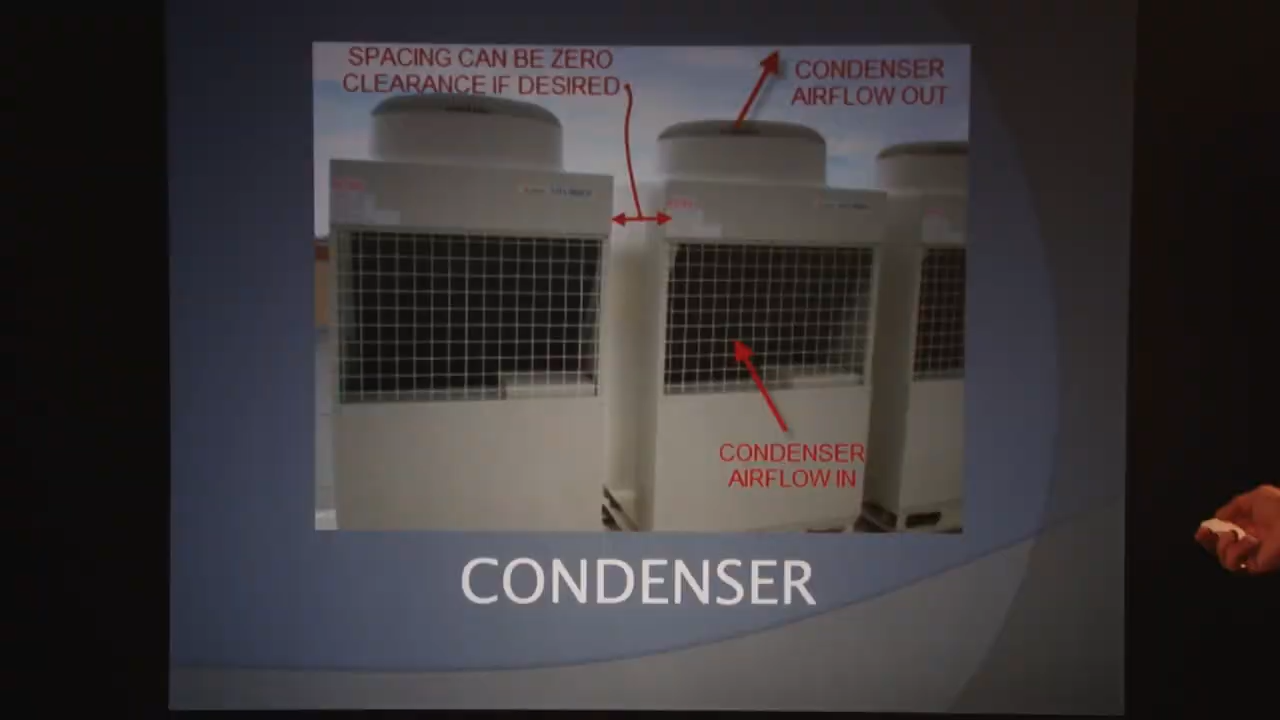 SPACING CAN BE ZERO
CLEARANCE IF DESIRED
CONDENSER
AIRFLOW OUT
CONDENSER
AIRFLOW IN
CONDENSER